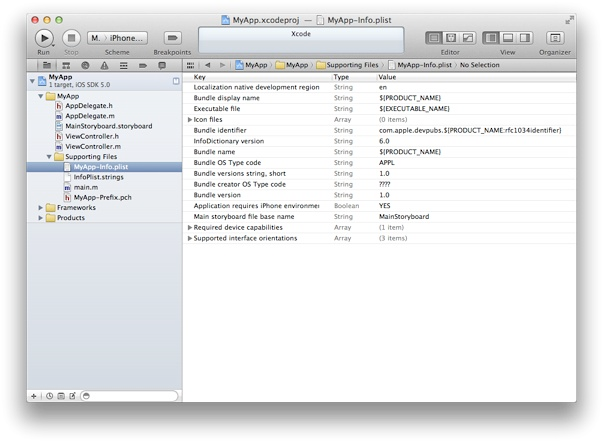 MyApp.xcodeproj — MyApp-Info.plist
M. iPhone...
Xcode
Run Stop Scheme Breakpoints Editor View Organizer
MyApp MyApp Supporting Files MyApp-Info.plist No Selection
MyApp
1 target, iOS SDK 5.0
MyApp
AppDelegate.h
AppDelegate.m
MainStoryboard.storyboard
ViewController.h
ViewController.m
Supporting Files
MyApp-Info.plist
InfoPlist.strings
main.m
MyApp-Prefix.pch
Frameworks
Products
Key Type Value
Localization native development region String en
Bundle display name String ${PRODUCT_NAME}
Executable file String ${EXECUTABLE_NAME}
Icon files Array (0 items)
Bundle identifier String com.apple.devpubs.${PRODUCT_NAME:rfc1034identifier}
InfoDictionary version String 6.0
Bundle name String ${PRODUCT_NAME}
Bundle OS Type code String APPL
Bundle versions string, short String 1.0
Bundle creator OS Type code String ????
Bundle version String 1.0
Application requires iPhone environmen Boolean YES
Main storyboard file base name String MainStoryboard
Required device capabilities Array (1 item)
Supported interface orientations Array (3 items)